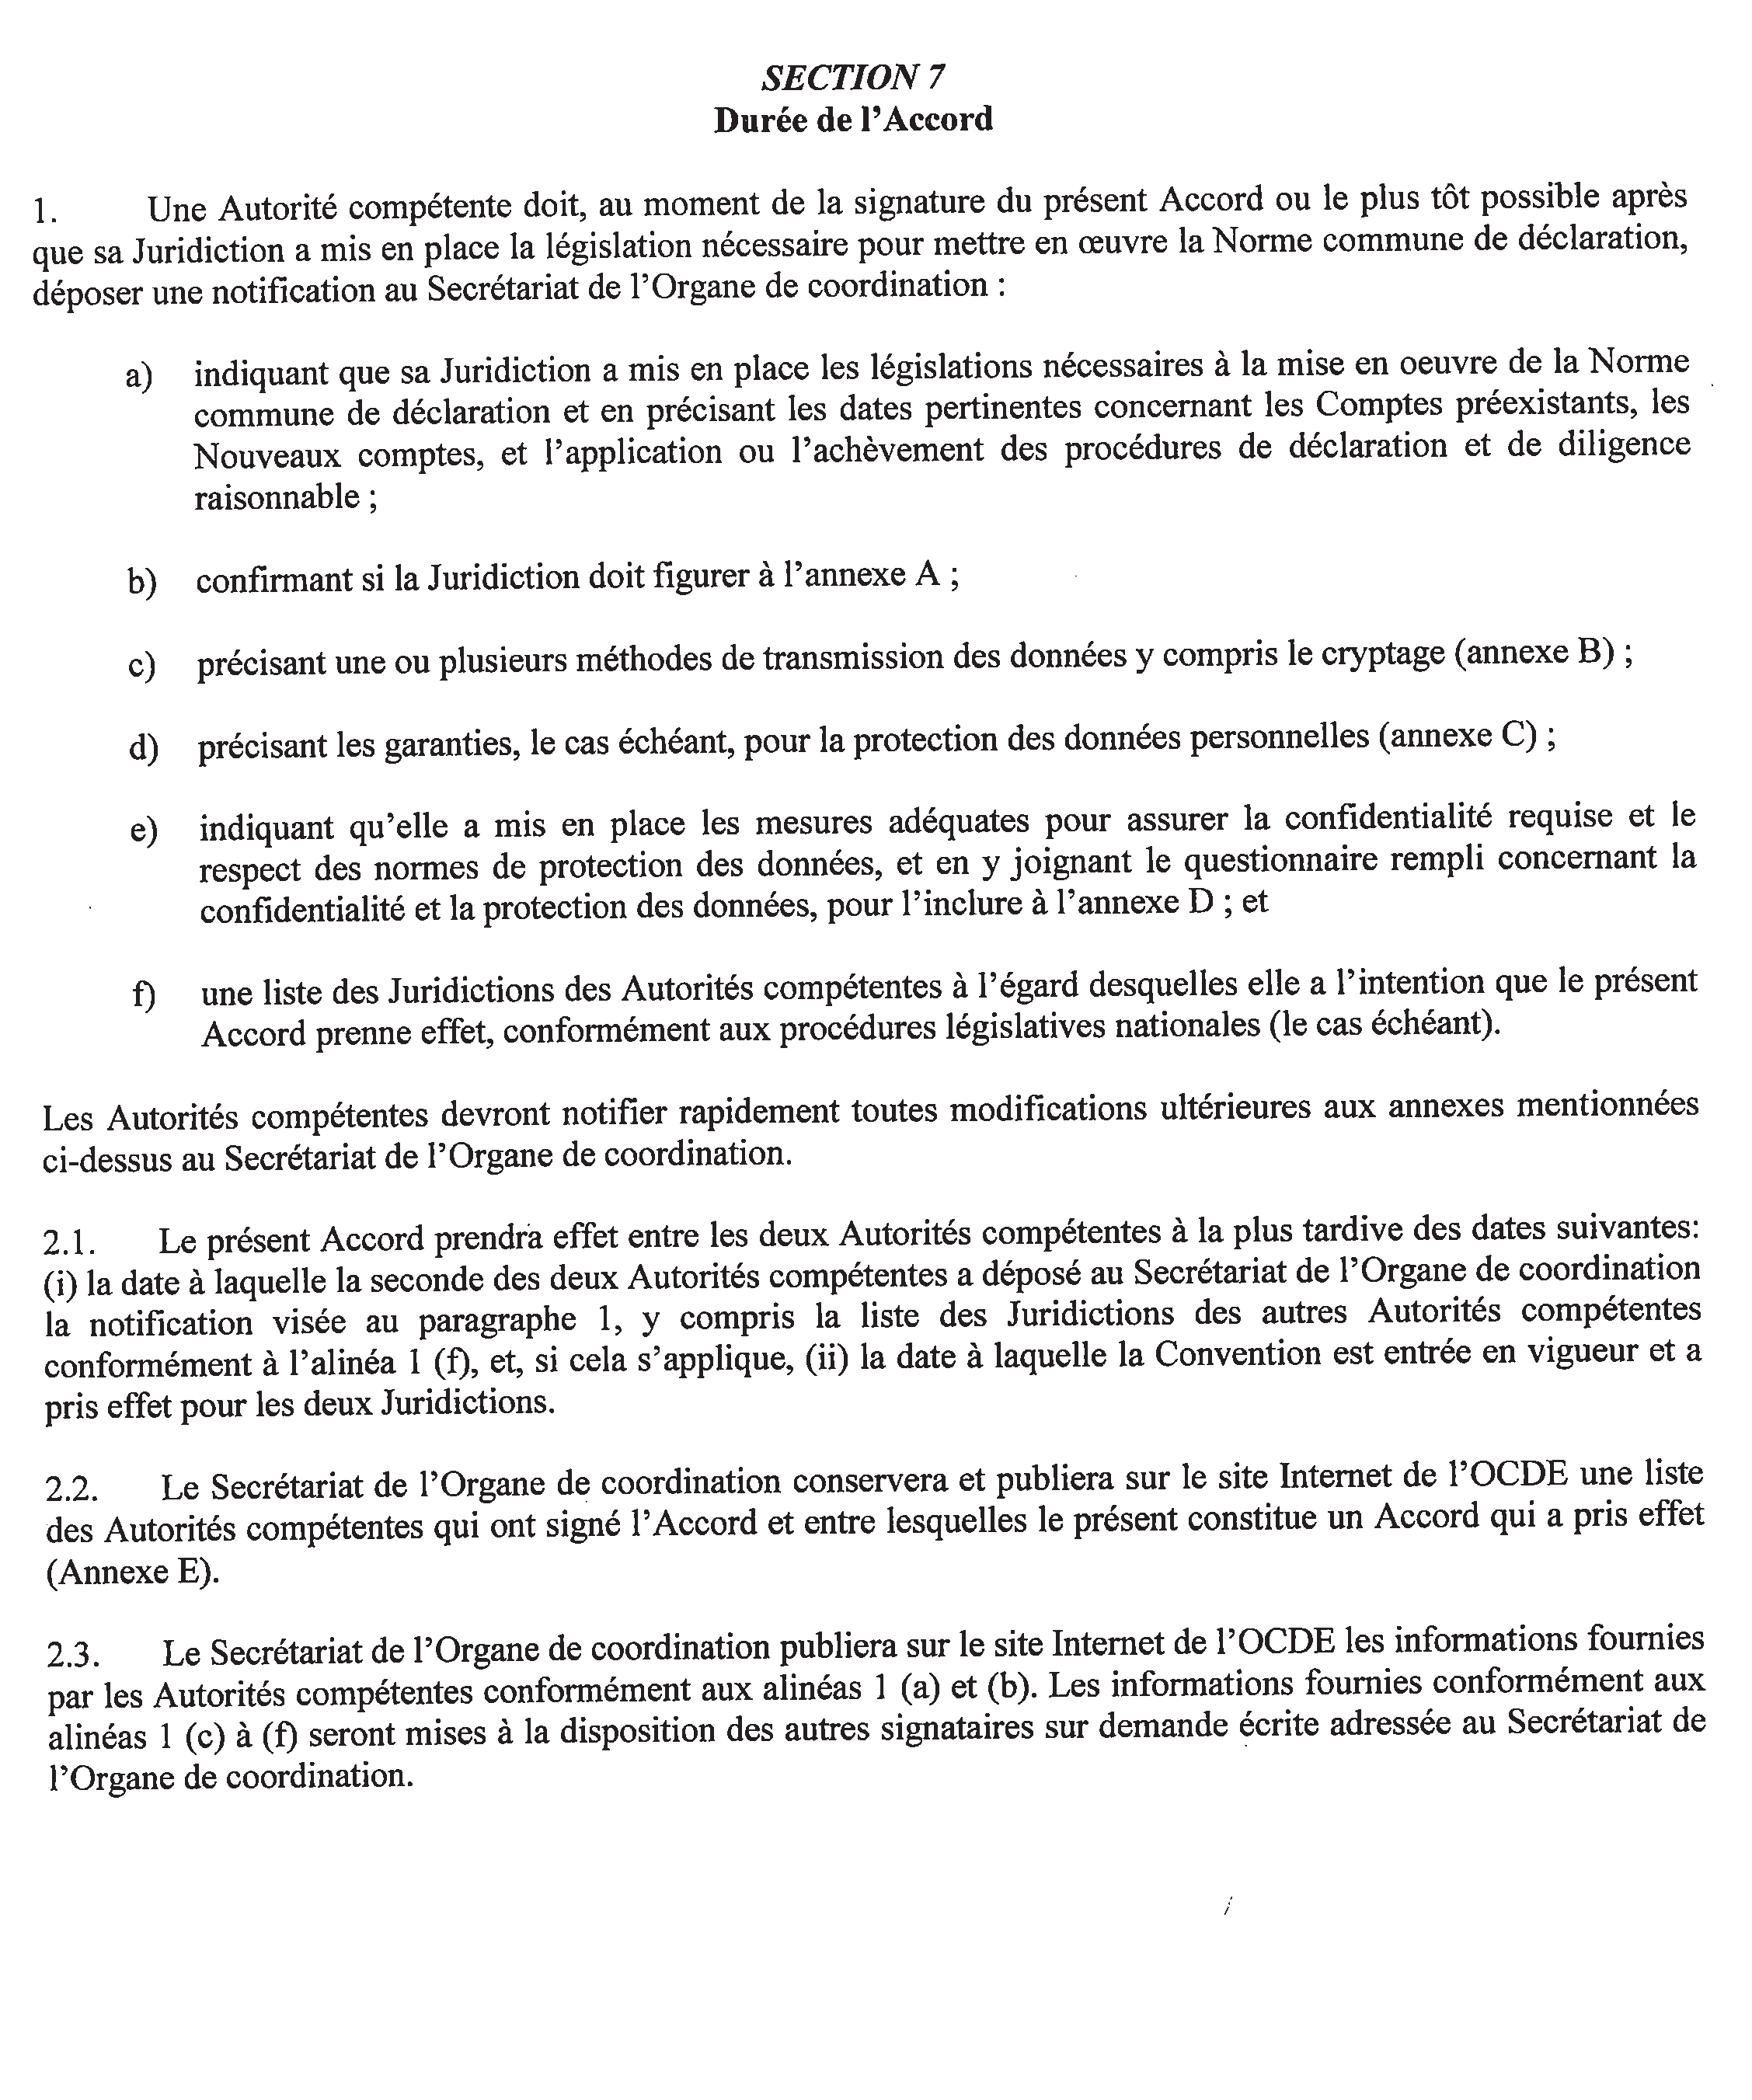 SECTION 7
Durée de l'Accord
1. Une Autorité compétente doit, au moment de la signature du présent Accord ou le plus tôt possible après
que sa Juridiction a mis en place la législation nécessaire pour mettre en œuvre la Norme commune de déclaration,
déposer une notification au Secrétariat de l'Organe de coordination :
a) indiquant que sa Juridiction a mis en place les législations nécessaires à la mise en oeuvre de la Norme
commune de déclaration et en précisant les dates pertinentes concernant les Comptes préexistants, les
Nouveaux comptes, et l'application ou l'achèvement des procédures de déclaration et de diligence
raisonnable ;
b) confirmant si la Juridiction doit figurer à l'annexe A ;
c) précisant une ou plusieurs méthodes de transmission des données y compris le cryptage (annexe B) ;
d) précisant les garanties, le cas échéant, pour la protection des données personnelles (annexe C) ;
e) indiquant qu'elle a mis en place les mesures adéquates pour assurer la confidentialité requise et le
respect des normes de protection des données, et en y joignant le questionnaire rempli concernant la
confidentialité et la protection des données, pour l'inclure à l'annexe D ; et
f) une liste des Juridictions des Autorités compétentes à l'égard desquelles elle a l'intention que le présent
Accord prenne effet, conformément aux procédures législatives nationales (le cas échéant).
Les Autorités compétentes devront notifier rapidement toutes modifications ultérieures aux annexes mentionnées
ci-dessus au Secrétariat de l'Organe de coordination.
2.1. Le présent Accord prendra effet entre les deux Autorités compétentes à la plus tardive des dates suivantes:
(i) la date à laquelle la seconde des deux Autorités compétentes a déposé au Secrétariat de l'Organe de coordination
la notification visée au paragraphe 1, y compris la liste des Juridictions des autres Autorités compétentes
conformément à l'alinéa 1 (f), et, si cela s'applique, (ii) la date à laquelle la Convention est entrée en vigueur et a
pris effet pour les deux Juridictions.
2.2. Le Secrétariat de l'Organe de coordination conservera et publiera sur le site Internet de l'OCDE une liste
des Autorités compétentes qui ont signé l'Accord et entre lesquelles le présent constitue un Accord qui a pris effet
(Annexe E).
2.3. Le Secrétariat de l'Organe de coordination publiera sur le site Internet de l'OCDE les informations fournies
par les Autorités compétentes conformément aux alinéas 1 (a) et (b). Les informations fournies conformément aux
alinéas 1 (c) à (f) seront mises à la disposition des autres signataires sur demande écrite adressée au Secrétariat de
l'Organe de coordination.